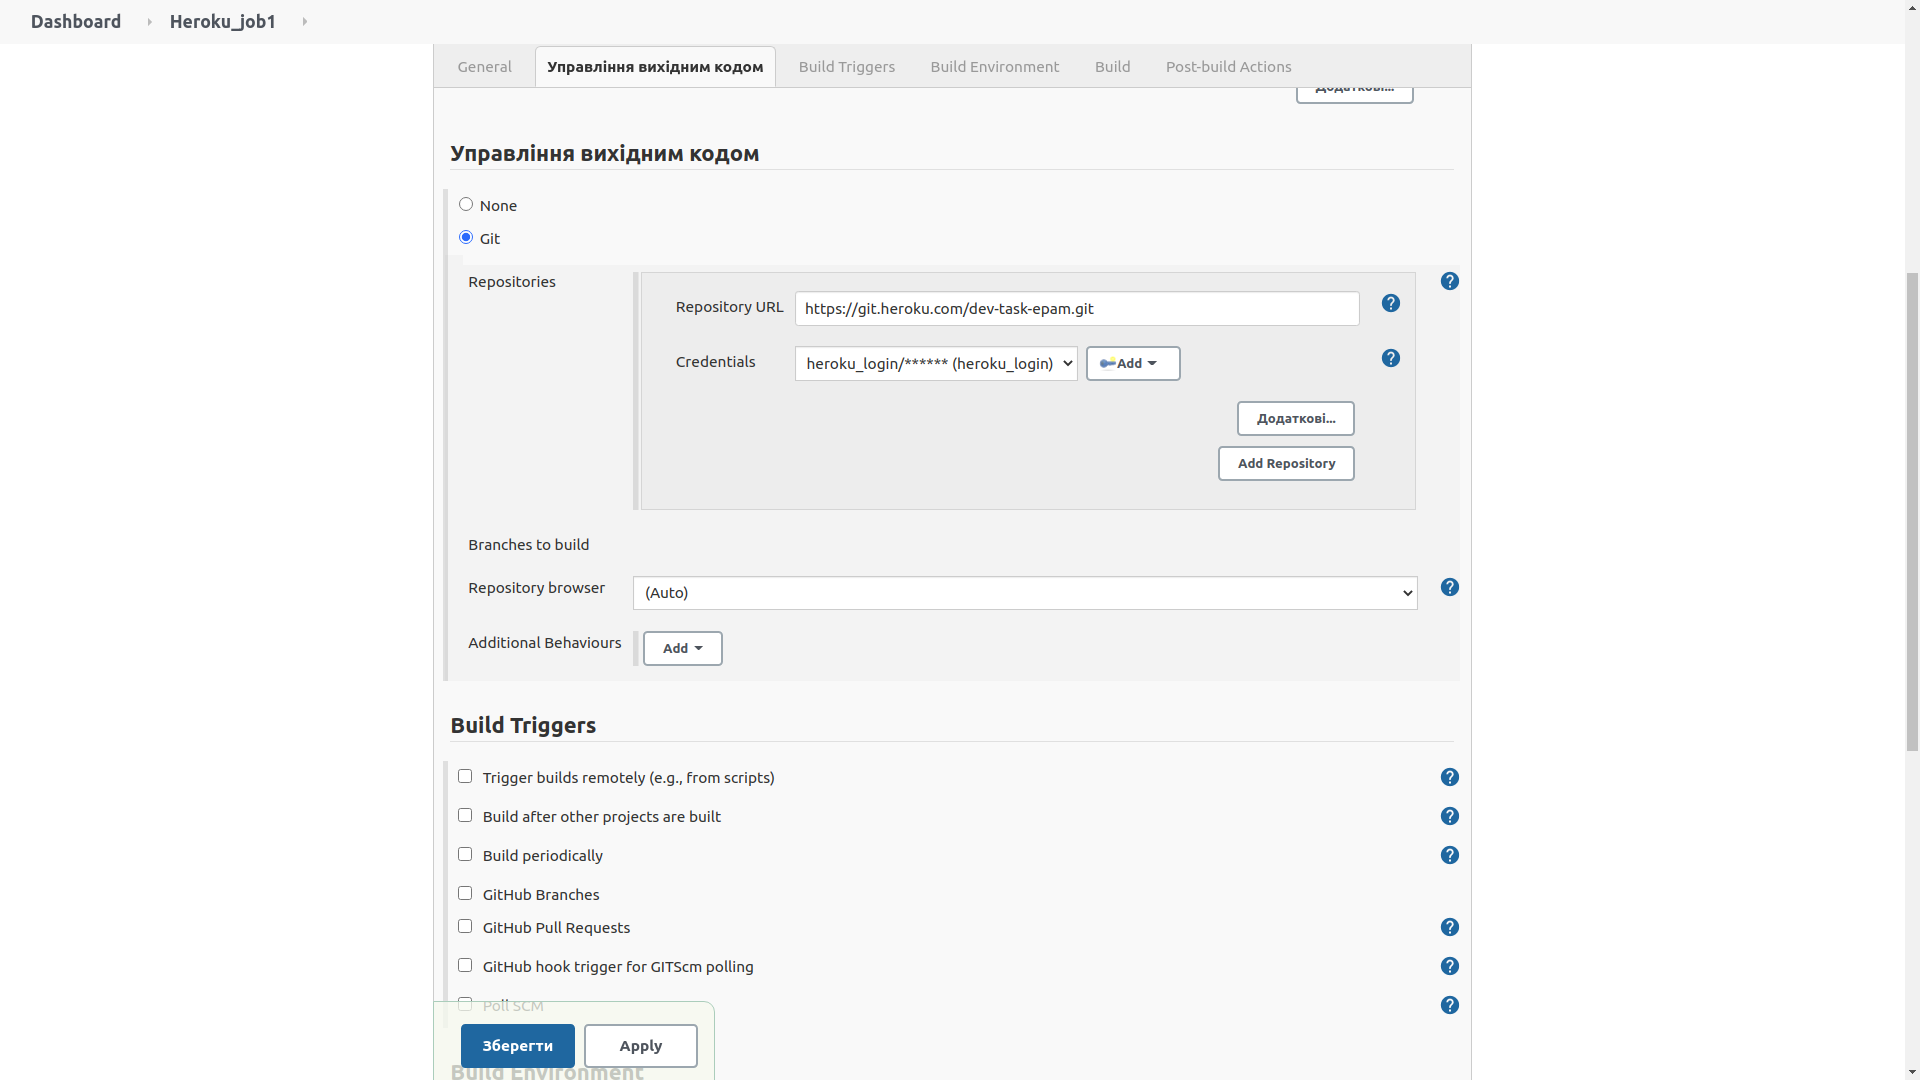 Dashboard Heroku_job1
General Управління вихідним кодом Build Triggers Build Environment Build Post-build Actions
Додаткові...
Управління вихідним кодом
None
Git
Repositories
Repository URL https://git.heroku.com/dev-task-epam.git
Credentials heroku_login/****** (heroku_login) Add
Додаткові...
Add Repository
Branches to build
Repository browser (Auto)
Additional Behaviours Add
Build Triggers
Trigger builds remotely (e.g., from scripts)
Build after other projects are built
Build periodically
GitHub Branches
GitHub Pull Requests
GitHub hook trigger for GITScm polling
Poll SCM
Зберегти Apply
Build Environment